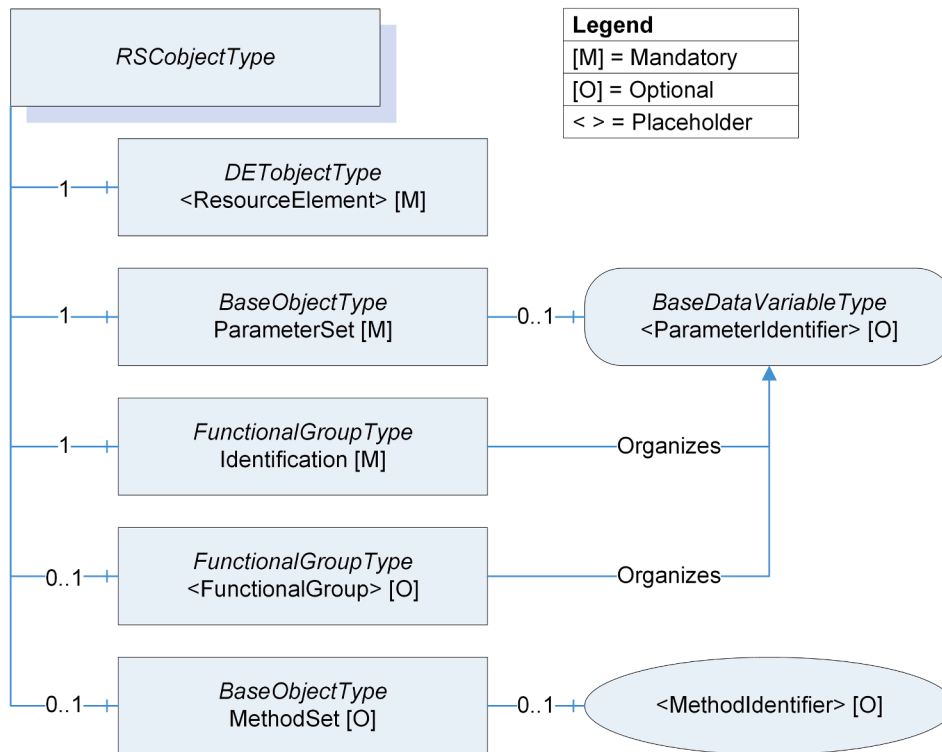 RSCobjectType
Legend
[M] = Mandatory
[O] = Optional
< > = Placeholder
DETobjectType
1
<ResourceElement> [M]
BaseObjectType
BaseDataVariableType
1
0..1
ParameterSet [M]
<ParameterIdentifier> [O]
FunctionalGroupType
1
Organizes
Identification [M]
FunctionalGroupType
0..1
Organizes
<FunctionalGroup> [O]
BaseObjectType
0..1
0..1
<MethodIdentifier> [O]
MethodSet [O]